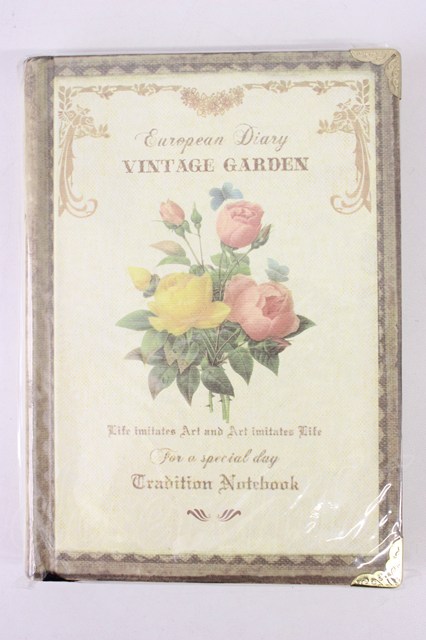 European Diary
VINTAGE GARDEN
Life imitates Art and Art imitates Life
For a special day
Tradition Notebook